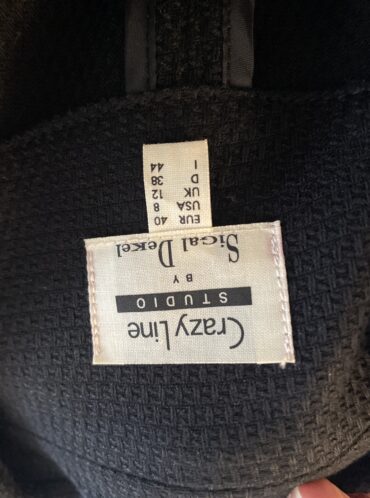 Crazy Line
STUDIO
BY
SIGAL DEKEL
EUR 40
USA 8
UK 12
D 38
I 44